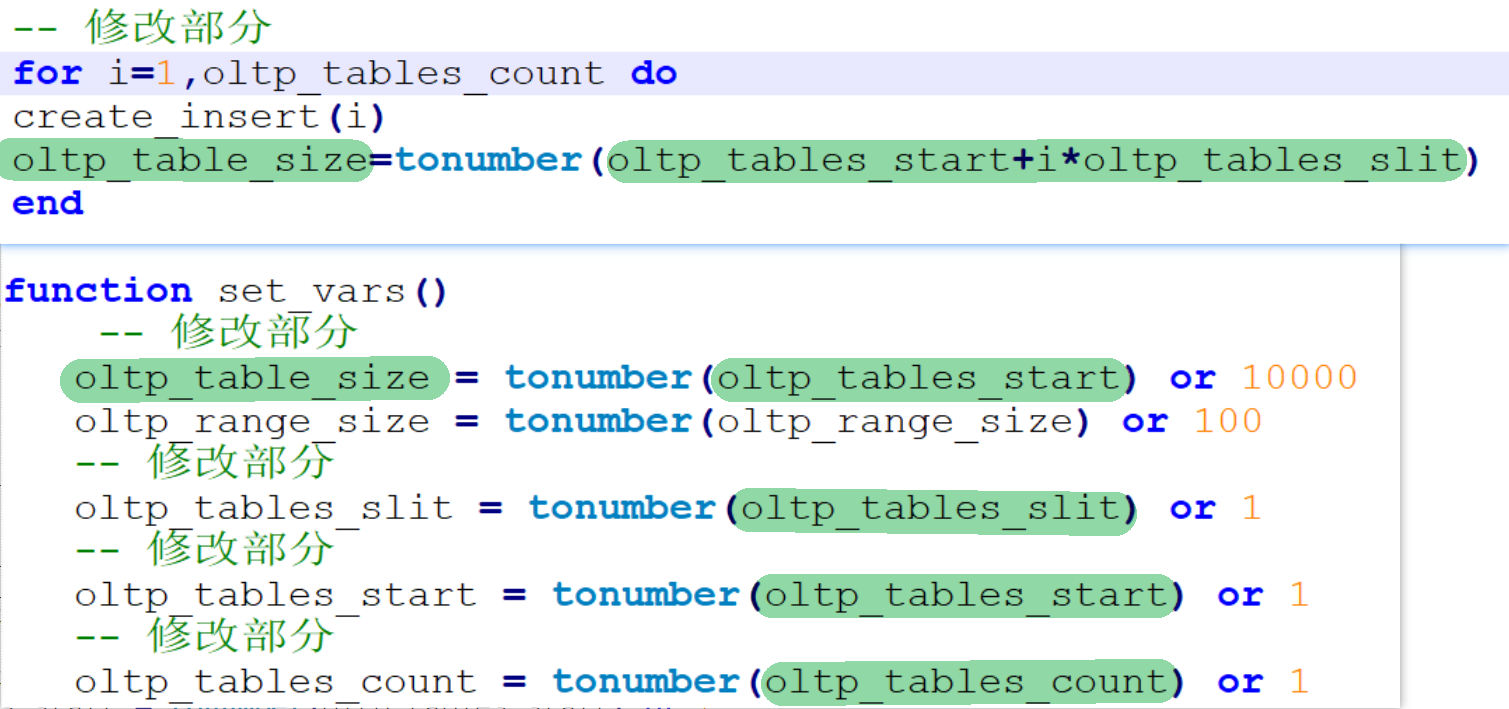 -- 修改部分
for i=1,oltp_tables_count do
create_insert(i)
oltp_table_size=tonumber(oltp_tables_start+i*oltp_tables_slit)
end
function set_vars()
-- 修改部分
oltp_table_size = tonumber(oltp_tables_start) or 10000
oltp_range_size = tonumber(oltp_range_size) or 100
-- 修改部分
oltp_tables_slit = tonumber(oltp_tables_slit) or 1
-- 修改部分
oltp_tables_start = tonumber(oltp_tables_start) or 1
-- 修改部分
oltp_tables_count = tonumber(oltp_tables_count) or 1